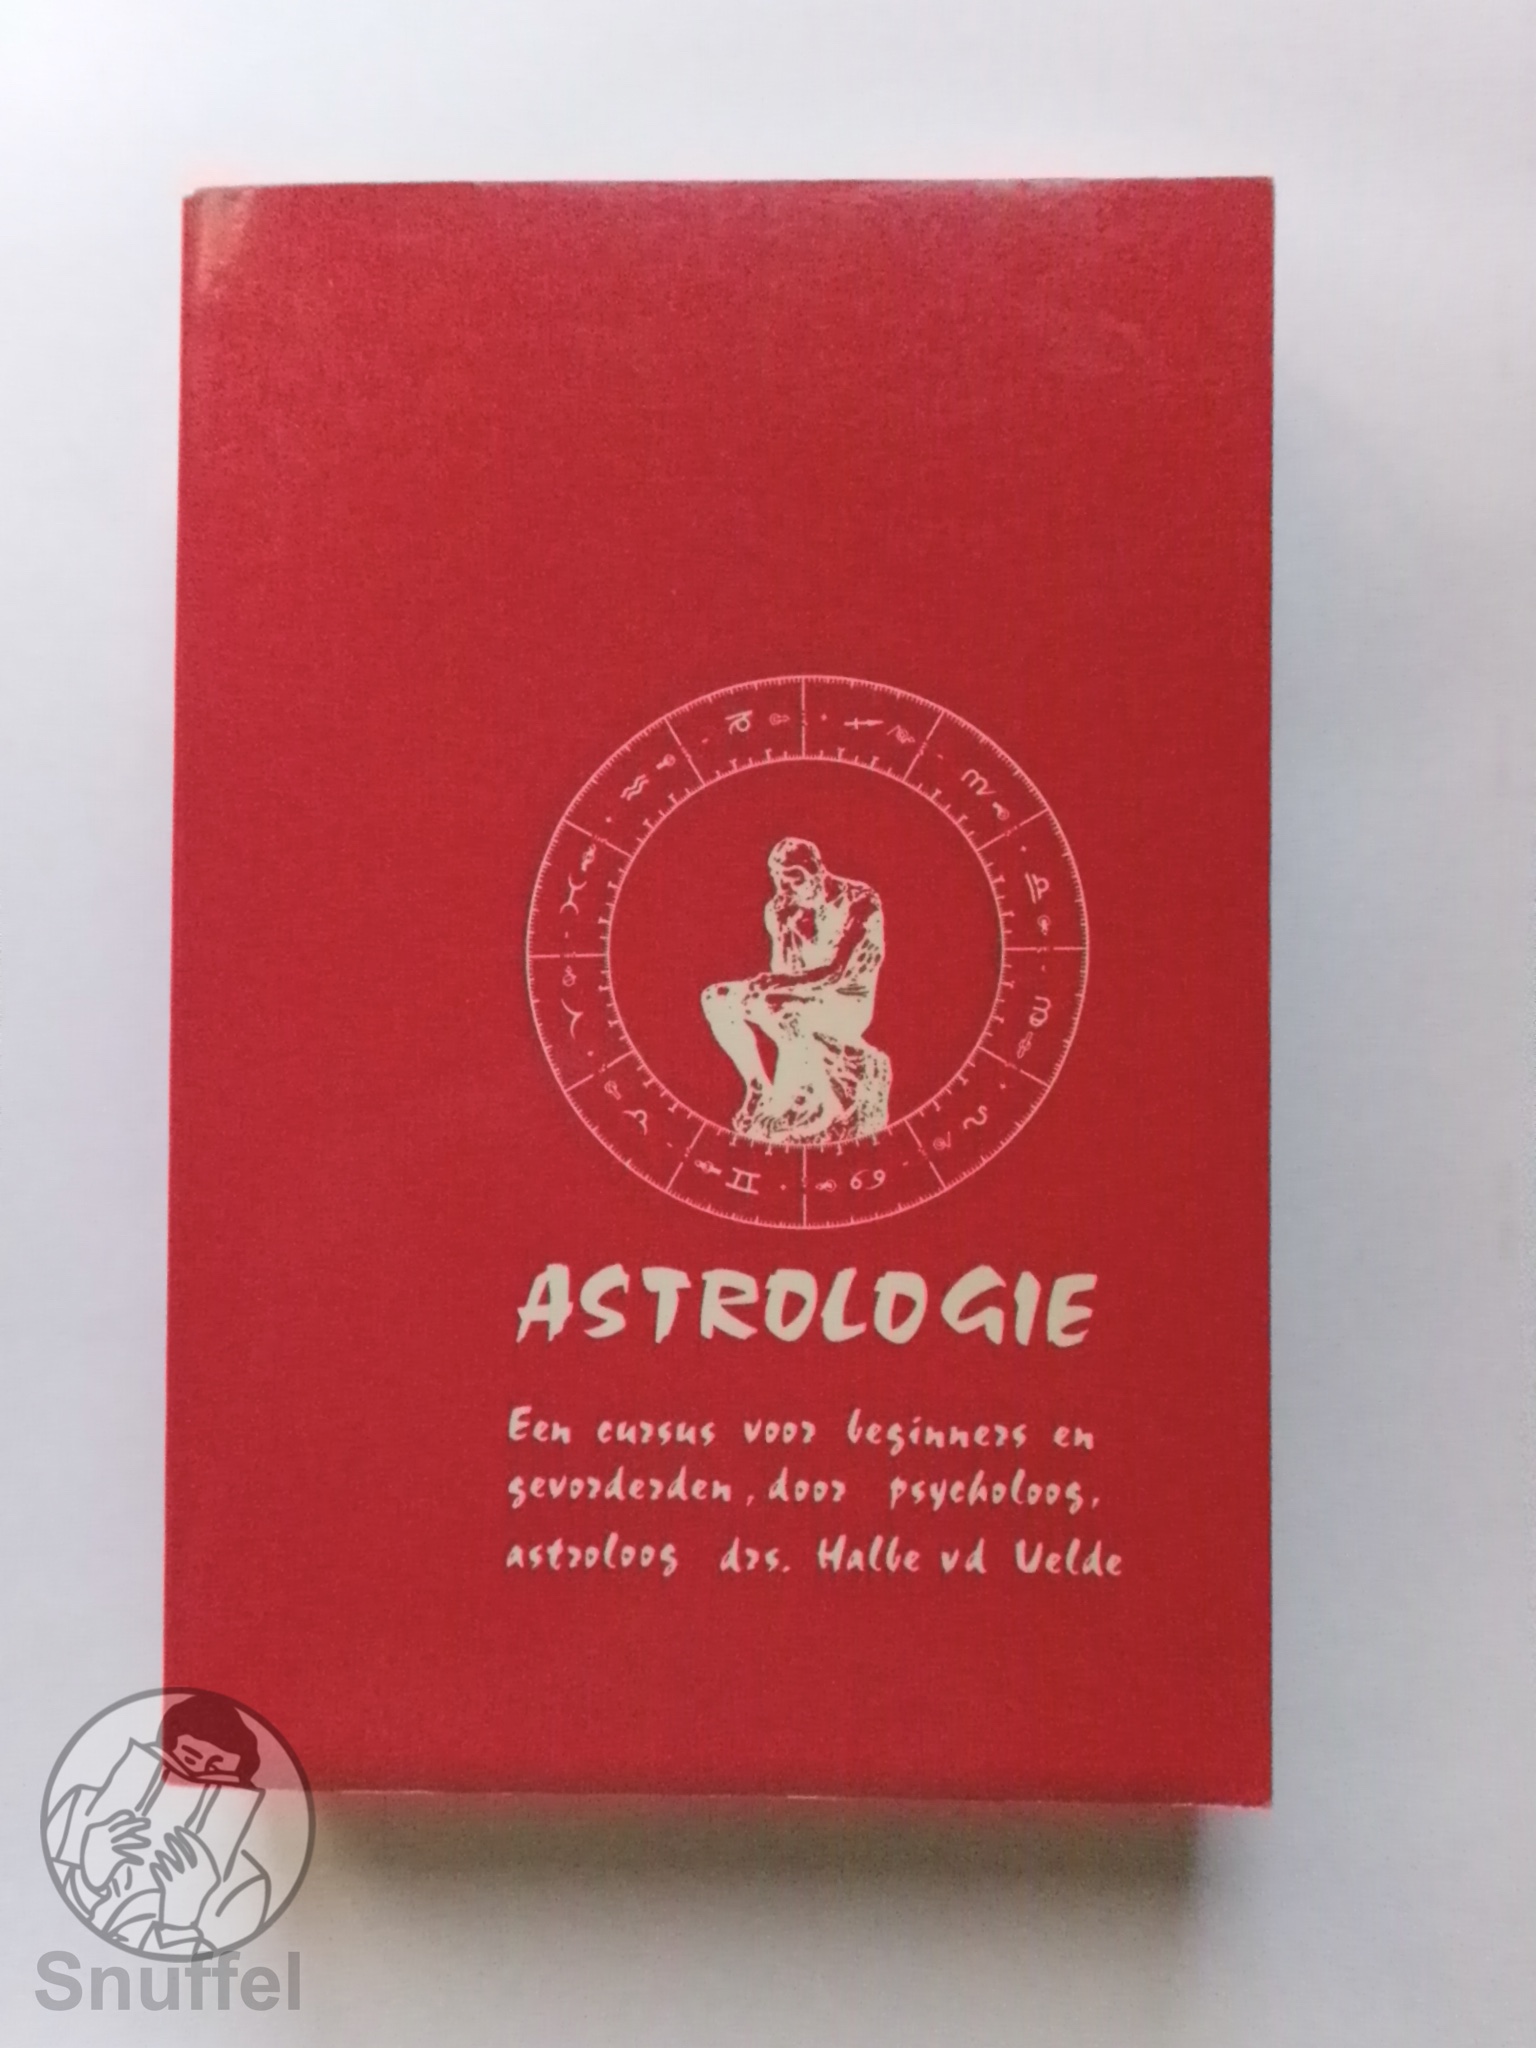 ASTROLOGIE
Een cursus voor beginners en
gevorderden, door psycholoog,
astroloog drs. Halbe vd Velde
Snuffel